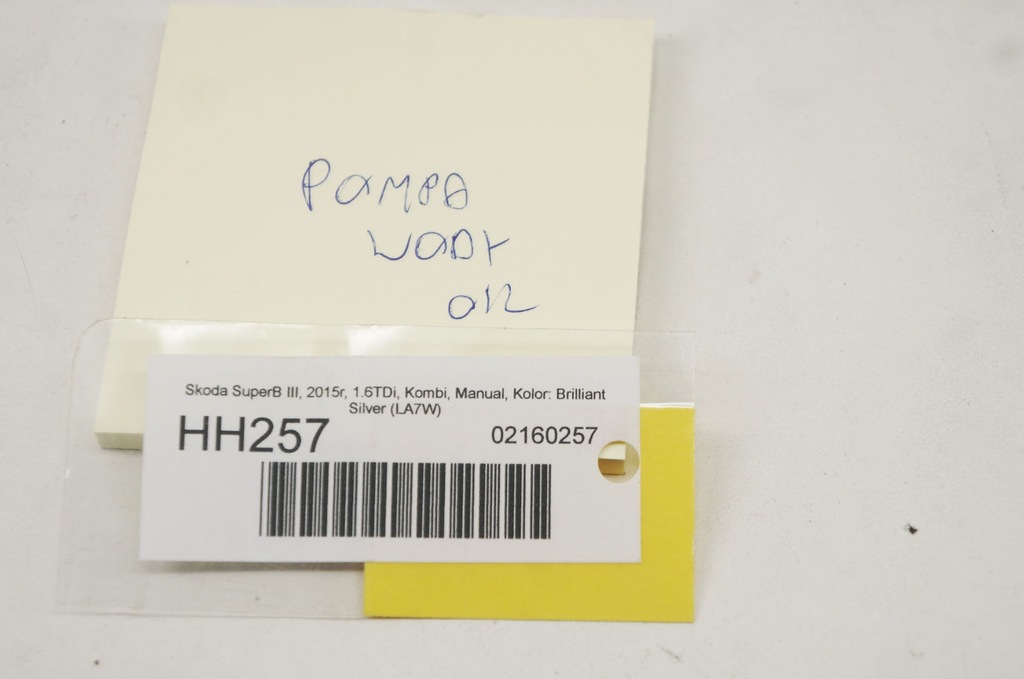 POMPA
WODY
OK
Skoda SuperB III, 2015r, 1.6TDi, Kombi, Manual, Kolor: Brilliant
Silver (LA7W)
HH257 02160257